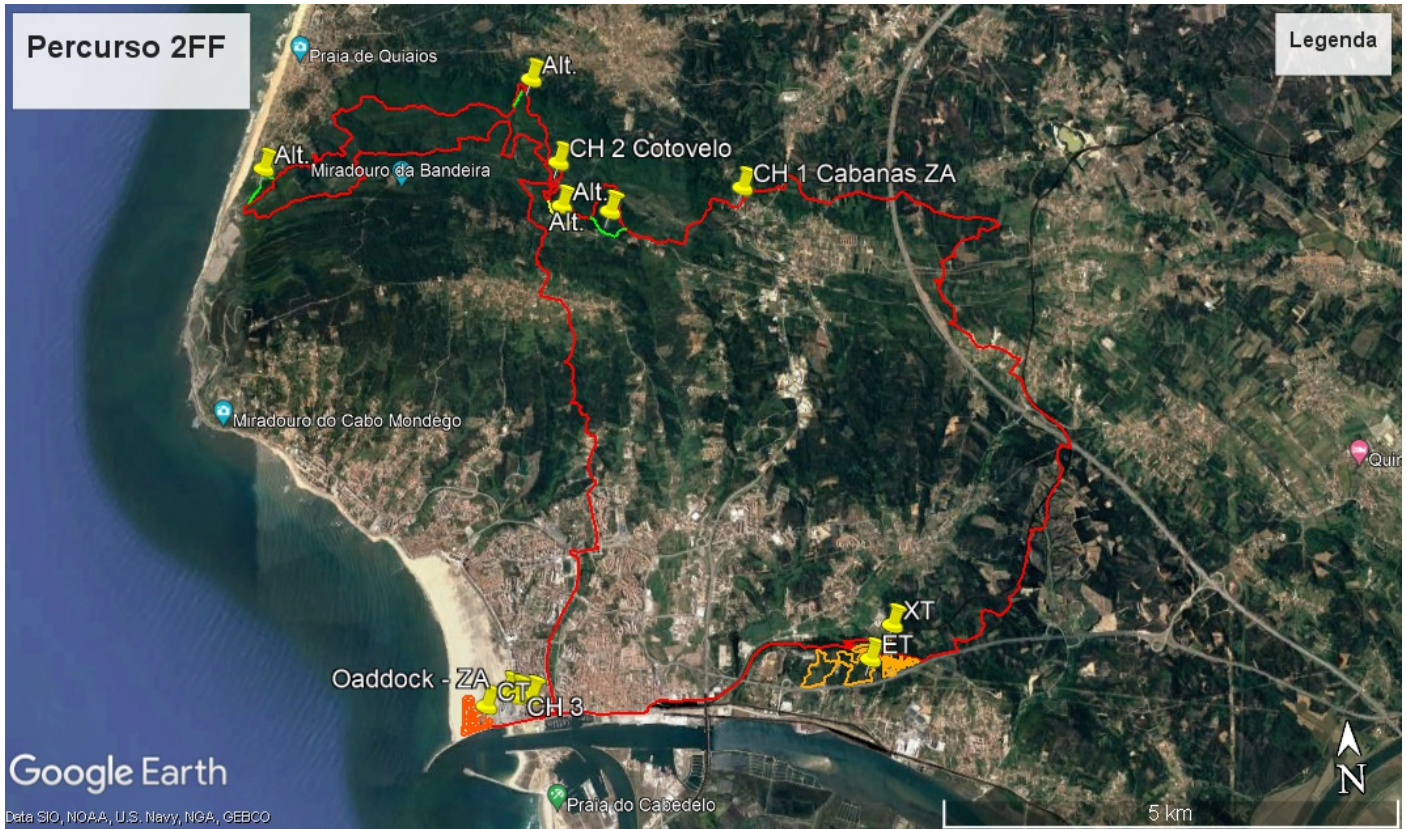 Percurso 2FF
Legenda
Praia de Quiaios
Alt.
Alt.
CH 2 Cotovelo
Miradouro da Bandeira
CH 1 Cabanas ZA
Alt.
Alt.
Miradouro do Cabo Mondego
Quin
XT
ET
Oaddock - ZA
CT
CH 3
Google Earth
Praia do Cabedelo
N
5 km
Data SIO, NOAA, U.S. Navy, NGA, GEBCO